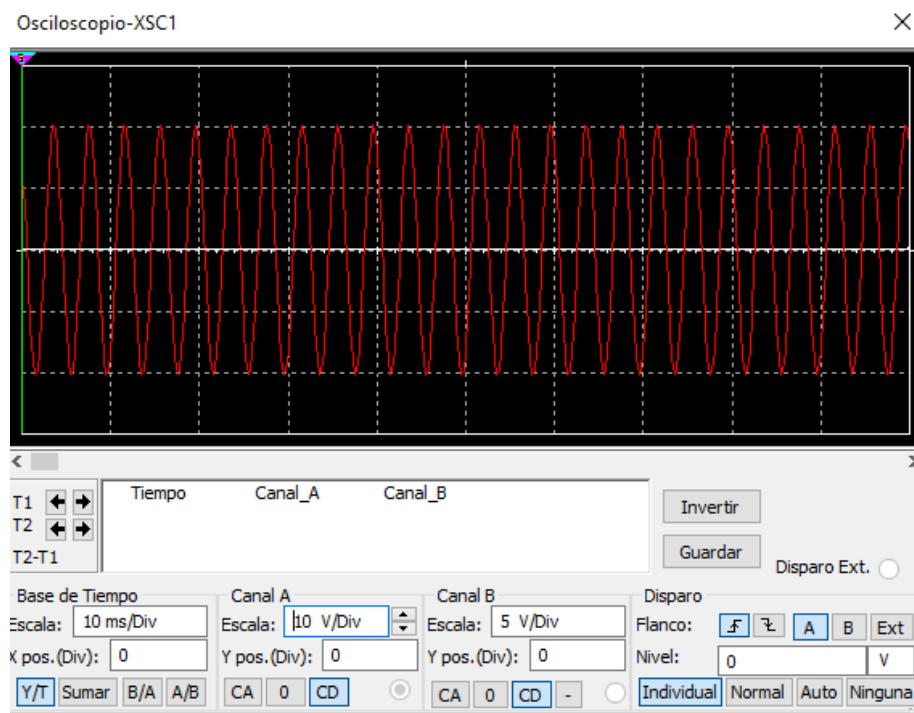 Osciloscopio-XSC1
Tiempo Canal_A Canal_B
T1
T2
T2-T1
Invertir
Guardar
Disparo Ext.
Base de Tiempo
Escala: 10 ms/Div
X pos.(Div): 0
Y/T Sumar B/A A/B
Canal A
Escala: 10 V/Div
Y pos.(Div): 0
CA 0 CD
Canal B
Escala: 5 V/Div
Y pos.(Div): 0
CA 0 CD -
Disparo
Flanco: A B Ext
Nivel: 0 V
Individual Normal Auto Ninguna